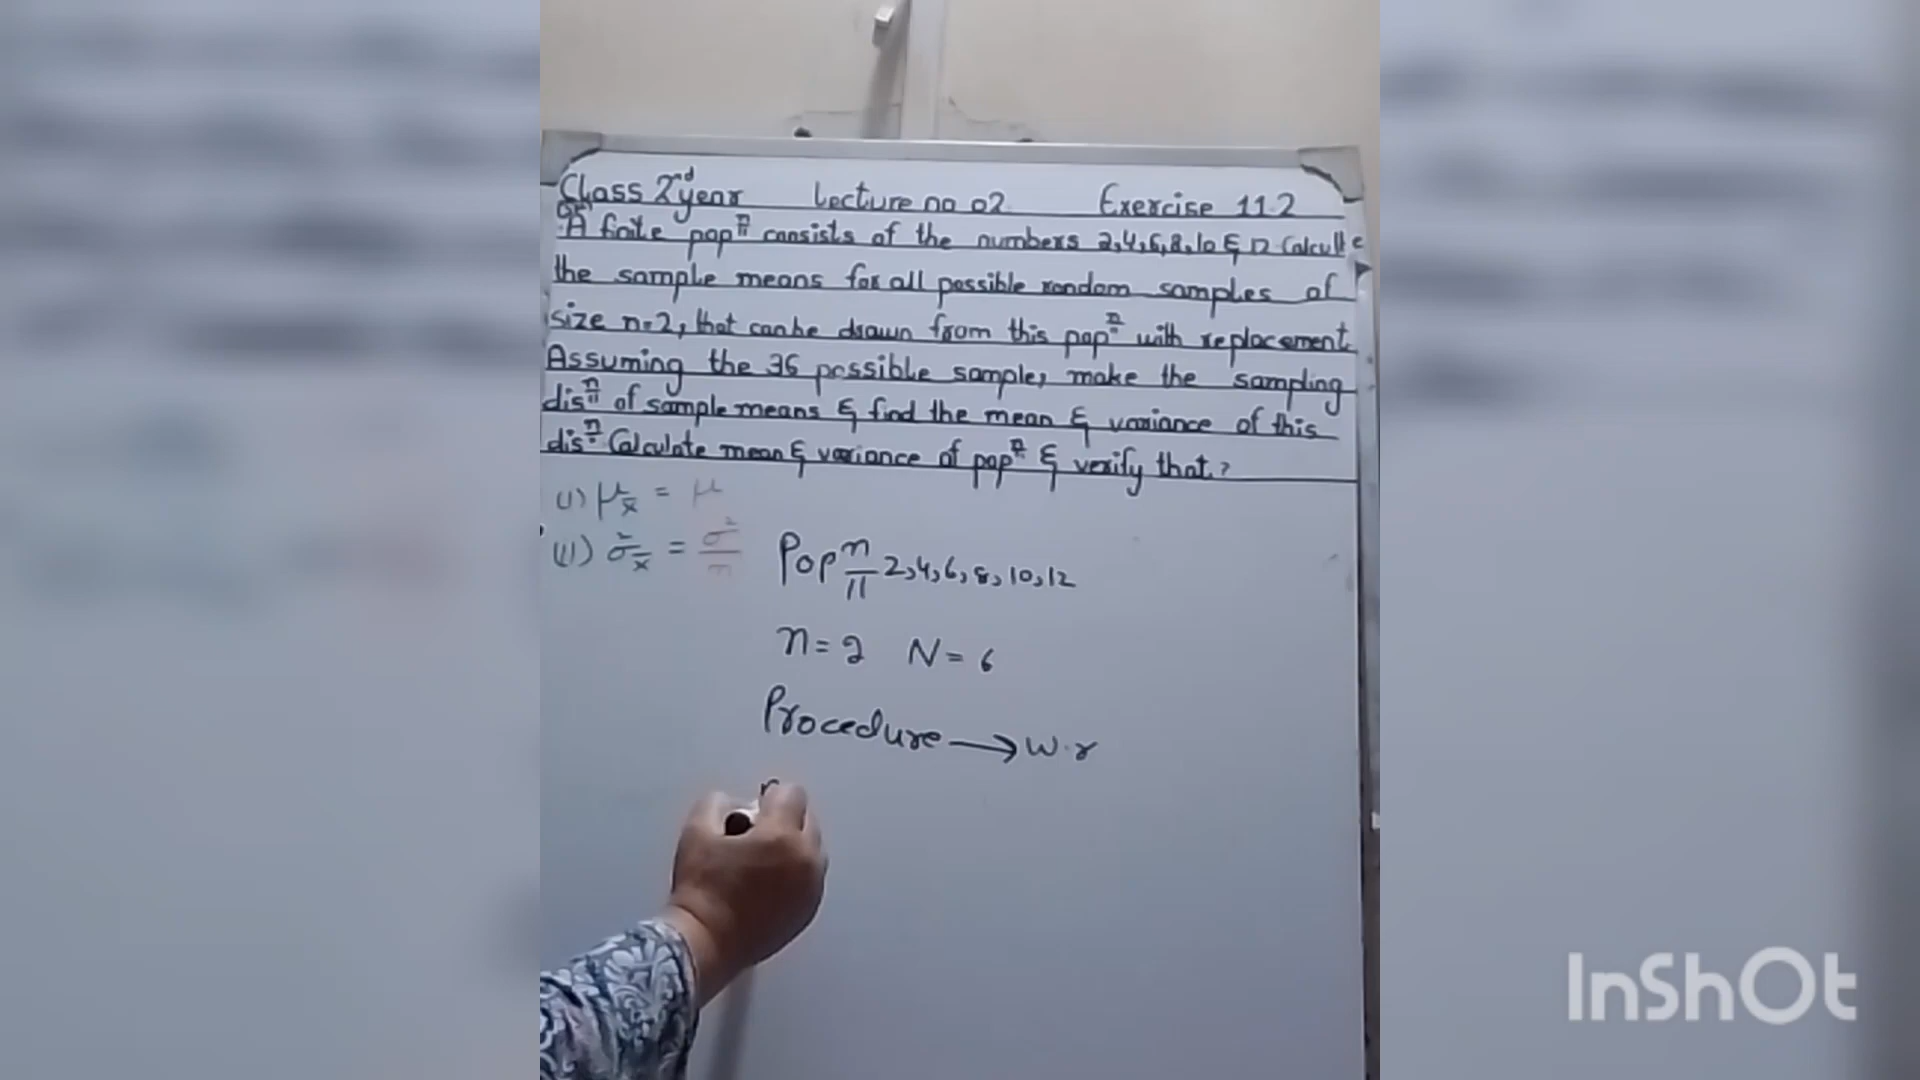 Class 2nd year Lecture no 02 Exercise 11.2
A finite popn consists of the numbers 2,4,6,8,10 & 12 Calculte
the sample means for all possible random samples of
size n=2, that can be drawn from this popn with replacement
Assuming the 36 possible samples, make the sampling
disn of sample means & find the mean & variance of this
disn. Calculate mean & variance of popn & verify that?
(I) μx̄ = μ
(II) σ²x̄ = σ²/n
Popn 2,4,6,8,10,12
n=2 N=6
Procedure → w.r
InShOt